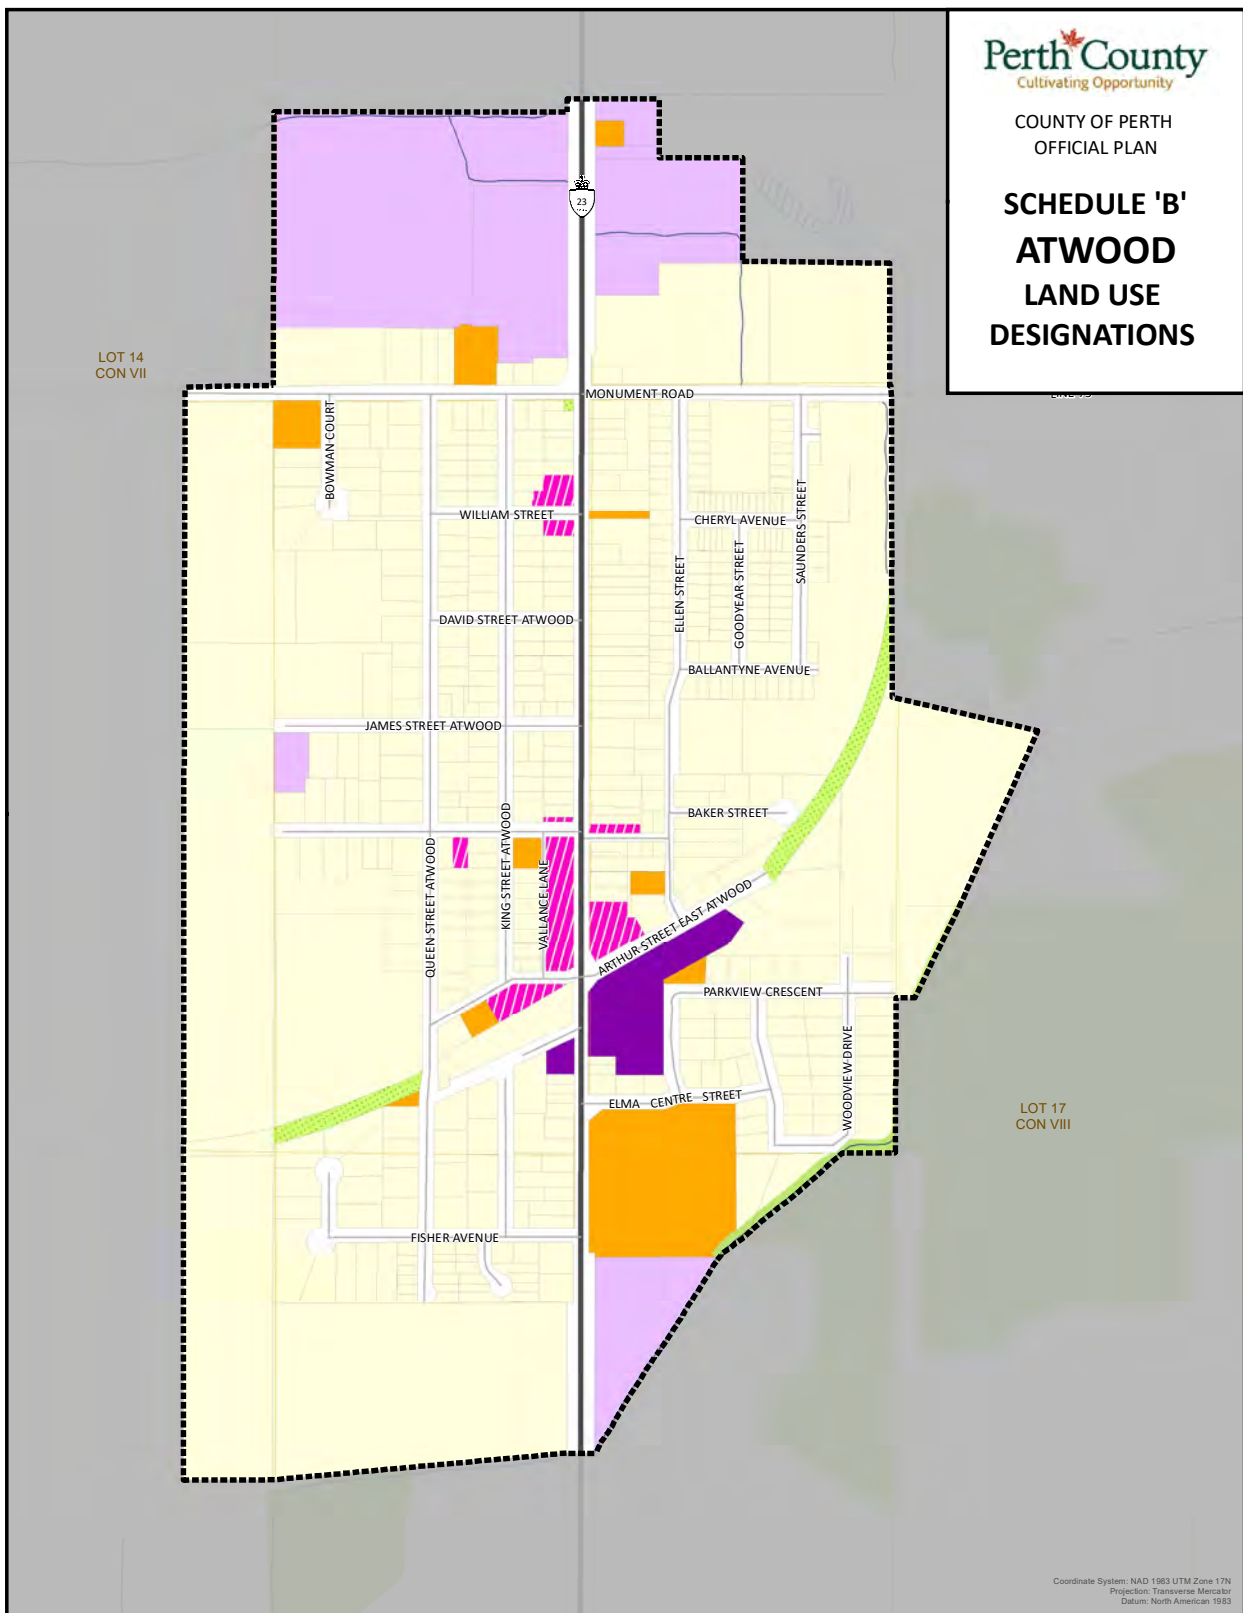 Perth County
Cultivating Opportunity
COUNTY OF PERTH
OFFICIAL PLAN
SCHEDULE 'B'
ATWOOD
LAND USE
DESIGNATIONS
23
LOT 14
CON VII
MONUMENT ROAD
BOWMAN COURT
WILLIAM STREET
CHERYL AVENUE
SAUNDERS STREET
GOODYEAR STREET
ELLEN STREET
DAVID STREET ATWOOD
BALLANTYNE AVENUE
JAMES STREET ATWOOD
BAKER STREET
QUEEN STREET ATWOOD
KING STREET ATWOOD
VALLANCE LANE
ARTHUR STREET EAST ATWOOD
PARKVIEW CRESCENT
WOODVIEW DRIVE
ELMA CENTRE STREET
LOT 17
CON VIII
FISHER AVENUE
Coordinate System: NAD 1983 UTM Zone 17N
Projection: Transverse Mercator
Datum: North American 1983